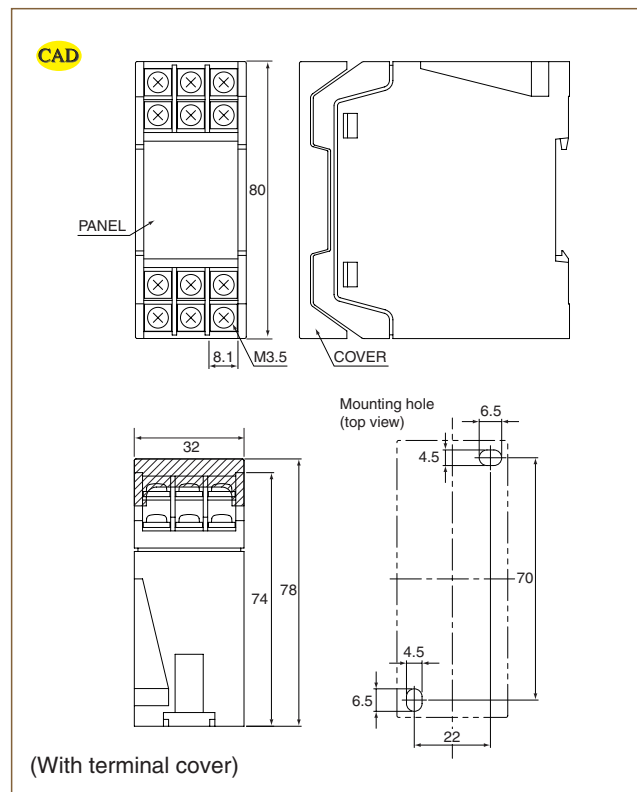 CAD
80
PANEL
8.1
M3.5
COVER
Mounting hole
(top view)
6.5
32
4.5
70
74
78
4.5
6.5
22
(With terminal cover)